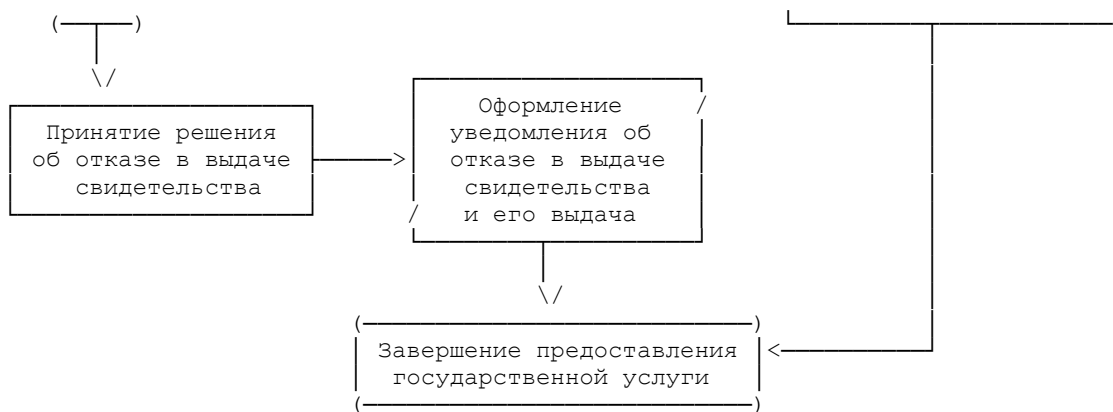 Принятие решения
об отказе в выдаче
свидетельства
Оформление
уведомления об
отказе в выдаче
свидетельства
и его выдача
Завершение предоставления
государственной услуги